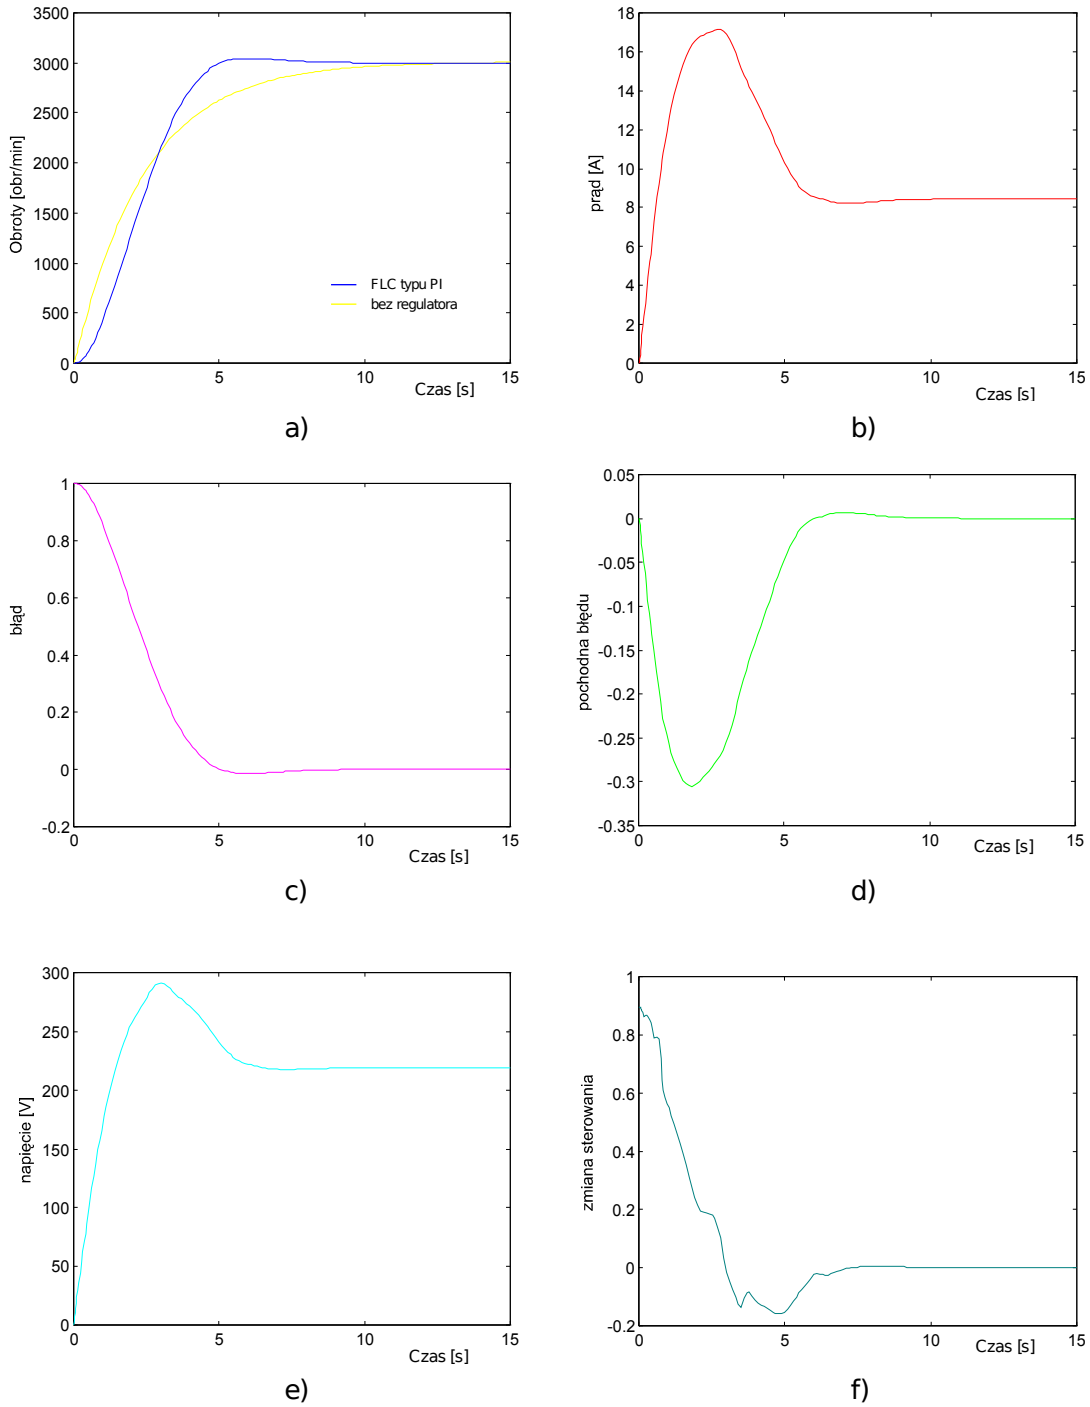 3500
3000
2500
2000
1500
1000
500
0
Obroty [obr/min]
FLC typu PI
bez regulatora
0 5 10 15
Czas [s]
a)
18
16
14
12
10
8
6
4
2
0
prąd [A]
0 5 10 15
Czas [s]
b)
1
0.8
0.6
0.4
0.2
0
-0.2
błąd
0 5 10 15
Czas [s]
c)
0.05
0
-0.05
-0.1
-0.15
-0.2
-0.25
-0.3
-0.35
pochodna błędu
0 5 10 15
Czas [s]
d)
300
250
200
150
100
50
0
napięcie [V]
0 5 10 15
Czas [s]
e)
1
0.8
0.6
0.4
0.2
0
-0.2
zmiana sterowania
0 5 10 15
Czas [s]
f)